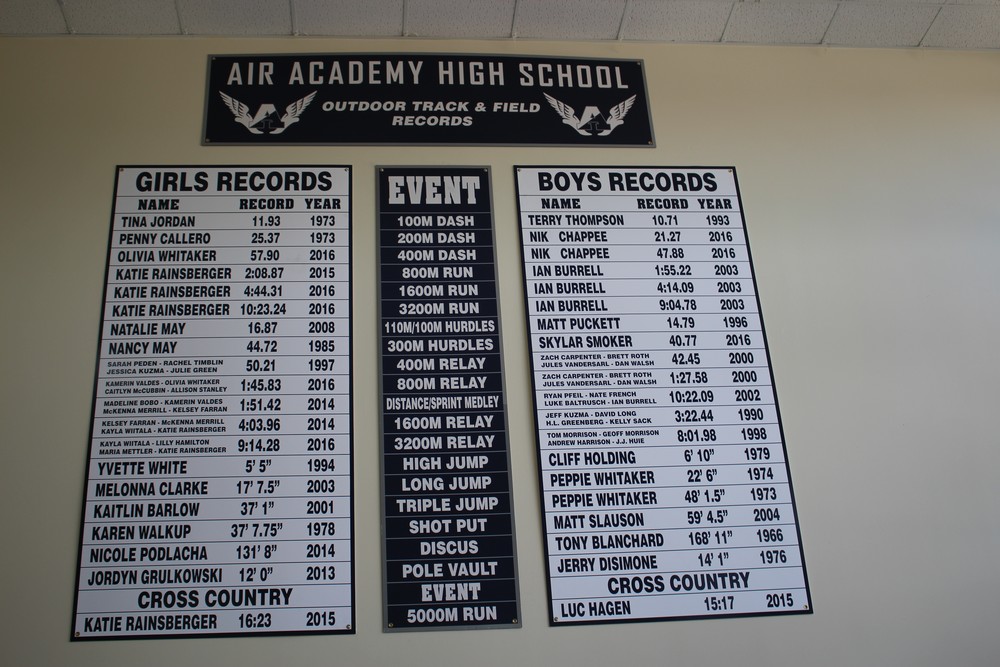 AIR ACADEMY HIGH SCHOOL
OUTDOOR TRACK & FIELD
RECORDS
GIRLS RECORDS
NAME RECORD YEAR
TINA JORDAN 11.93 1973
PENNY CALLERO 25.37 1973
OLIVIA WHITAKER 57.90 2016
KATIE RAINSBERGER 2:08.87 2015
KATIE RAINSBERGER 4:44.31 2016
KATIE RAINSBERGER 10:23.24 2016
NATALIE MAY 16.87 2008
NANCY MAY 44.72 1985
SARAH PEDEN - RACHEL TIMBLIN
JESSICA KUZMA - JULIE GREEN 50.21 1997
KAMERIN VALDES - OLIVIA WHITAKER
CAITLYN McCUBBIN - ALLISON STANLEY 1:45.83 2016
MADELINE BOBO - KAMERIN VALDES
McKENNA MERRILL - KELSEY FARRAN 1:51.42 2014
KELSEY FARRAN - McKENNA MERRILL
KAYLA WIITALA - KATIE RAINSBERGER 4:03.96 2014
KAYLA WIITALA - LILLY HAMILTON
MARIA METTLER - KATIE RAINSBERGER 9:14.28 2016
YVETTE WHITE 5' 5" 1994
MELONNA CLARKE 17' 7.5" 2003
KAITLIN BARLOW 37' 1" 2001
KAREN WALKUP 37' 7.75" 1978
NICOLE PODLACHA 131' 8" 2014
JORDYN GRULKOWSKI 12' 0" 2013
CROSS COUNTRY
KATIE RAINSBERGER 16:23 2015
EVENT
100M DASH
200M DASH
400M DASH
800M RUN
1600M RUN
3200M RUN
110M/100M HURDLES
300M HURDLES
400M RELAY
800M RELAY
DISTANCE/SPRINT MEDLEY
1600M RELAY
3200M RELAY
HIGH JUMP
LONG JUMP
TRIPLE JUMP
SHOT PUT
DISCUS
POLE VAULT
EVENT
5000M RUN
BOYS RECORDS
NAME RECORD YEAR
TERRY THOMPSON 10.71 1993
NIK CHAPPEE 21.27 2016
NIK CHAPPEE 47.88 2016
IAN BURRELL 1:55.22 2003
IAN BURRELL 4:14.09 2003
IAN BURRELL 9:04.78 2003
MATT PUCKETT 14.79 1996
SKYLAR SMOKER 40.77 2016
ZACH CARPENTER - BRETT ROTH
JULES VANDERSARL - DAN WALSH 42.45 2000
ZACH CARPENTER - BRETT ROTH
JULES VANDERSARL - DAN WALSH 1:27.58 2000
RYAN PFEIL - NATE FRENCH
LUKE BALTRUSCH - IAN BURRELL 10:22.09 2002
JEFF KUZMA - DAVID LONG
H.L. GREENBERG - KELLY SACK 3:22.44 1990
TOM MORRISON - GEOFF MORRISON
ANDREW HARRISON - J.J. HUIE 8:01.98 1998
CLIFF HOLDING 6' 10" 1979
PEPPIE WHITAKER 22' 6" 1974
PEPPIE WHITAKER 48' 1.5" 1973
MATT SLAUSON 59' 4.5" 2004
TONY BLANCHARD 168' 11" 1966
JERRY DISIMONE 14' 1" 1976
CROSS COUNTRY
LUC HAGEN 15:17 2015